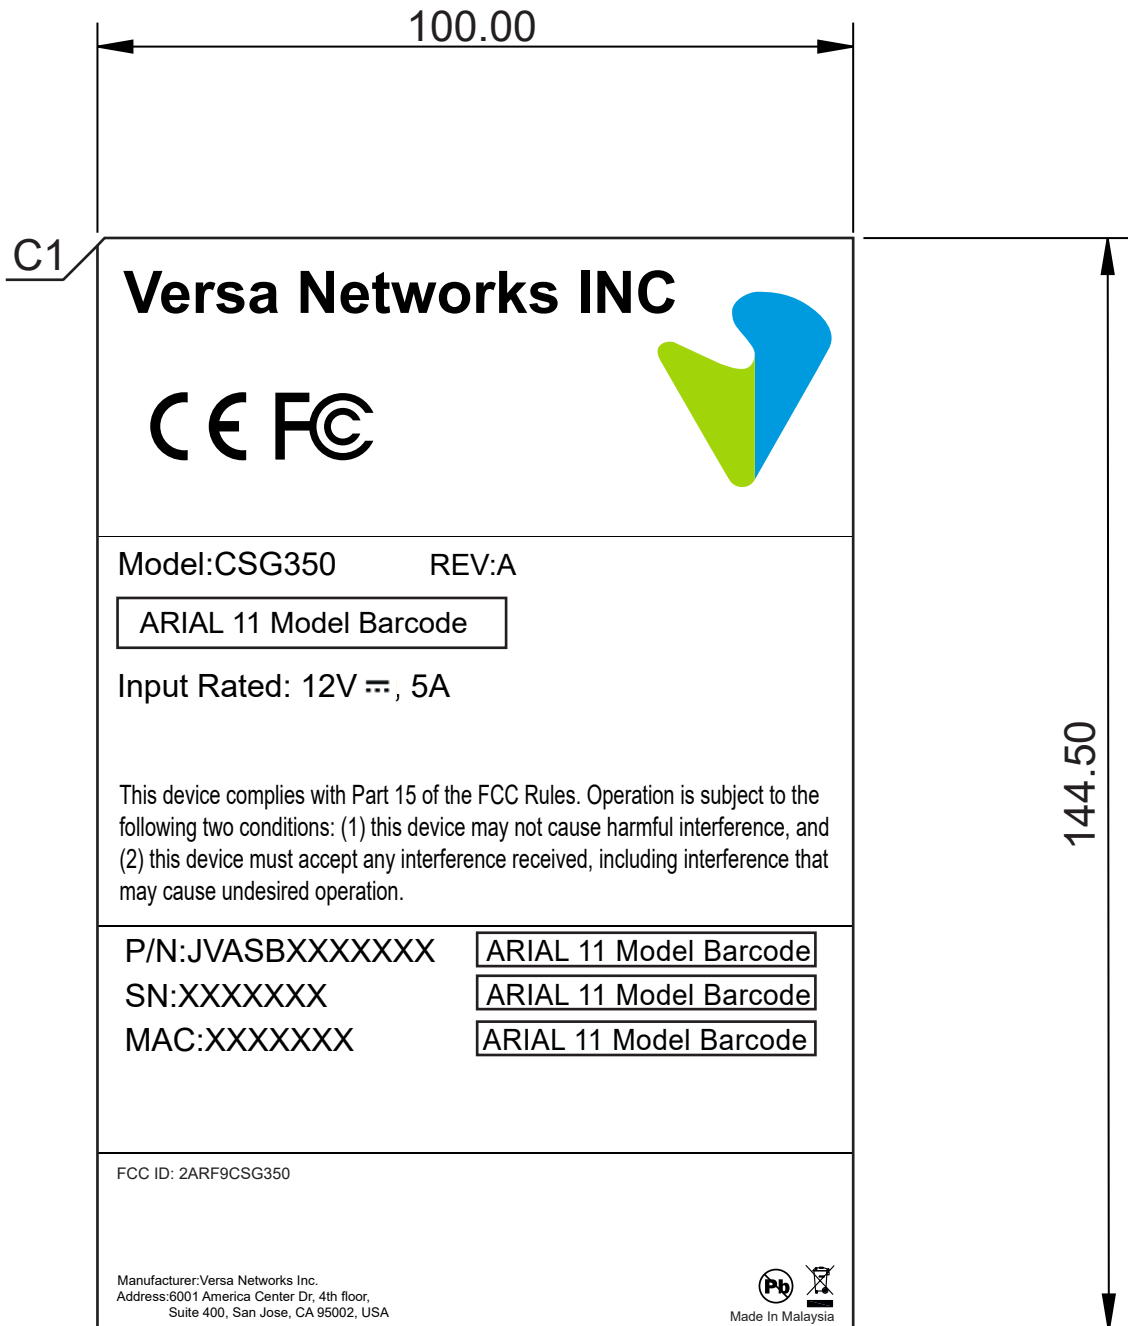 100.00
C1
Versa Networks INC
CE FC
Model:CSG350 REV:A
ARIAL 11 Model Barcode
Input Rated: 12V ⎓, 5A
144.50
This device complies with Part 15 of the FCC Rules. Operation is subject to the
following two conditions: (1) this device may not cause harmful interference, and
(2) this device must accept any interference received, including interference that
may cause undesired operation.
P/N:JVASBXXXXXXX ARIAL 11 Model Barcode
SN:XXXXXXX ARIAL 11 Model Barcode
MAC:XXXXXXX ARIAL 11 Model Barcode
FCC ID: 2ARF9CSG350
Manufacturer:Versa Networks Inc.
Address:6001 America Center Dr, 4th floor,
Suite 400, San Jose, CA 95002, USA
Pb
Made In Malaysia